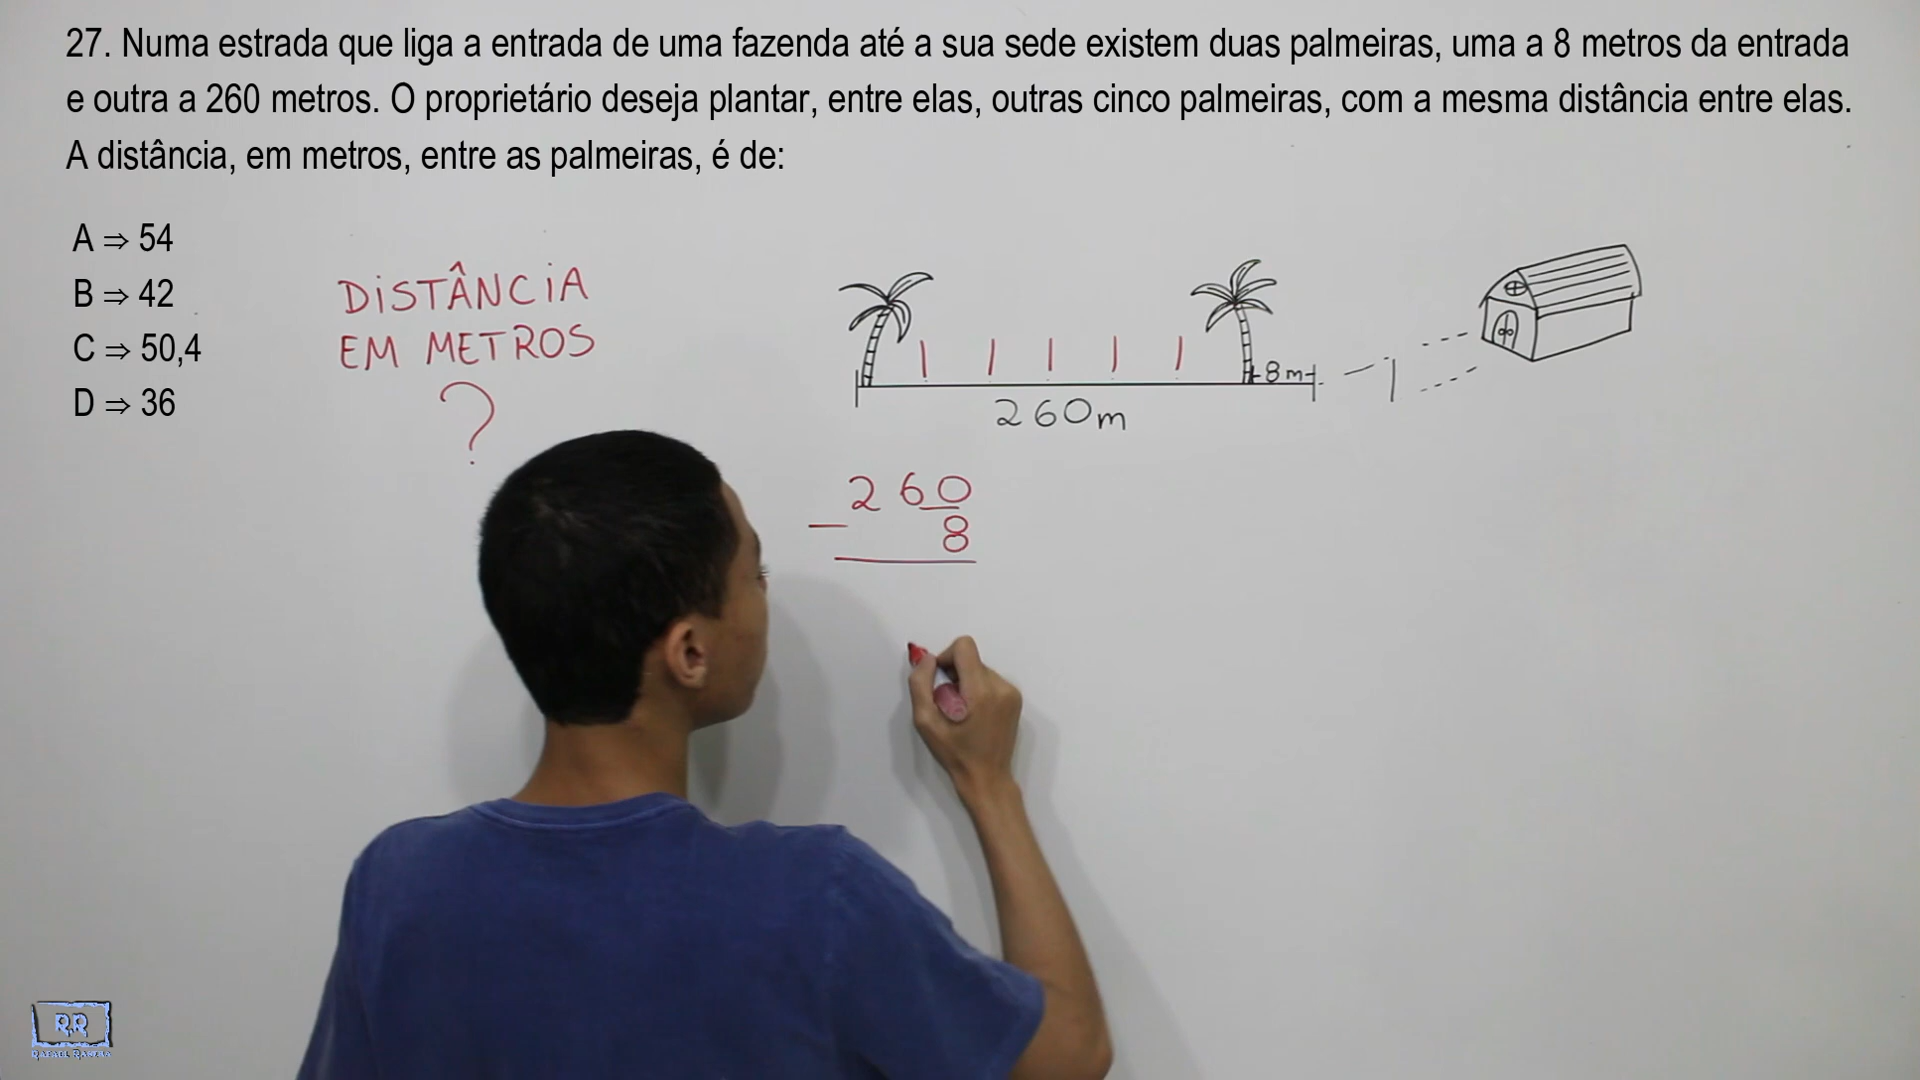 27. Numa estrada que liga a entrada de uma fazenda até a sua sede existem duas palmeiras, uma a 8 metros da entrada
e outra a 260 metros. O proprietário deseja plantar, entre elas, outras cinco palmeiras, com a mesma distância entre elas.
A distância, em metros, entre as palmeiras, é de:
A ⇒ 54
B ⇒ 42
C ⇒ 50,4
D ⇒ 36
DISTÂNCIA
EM METROS
?
8m
260m
260
- 8
RR